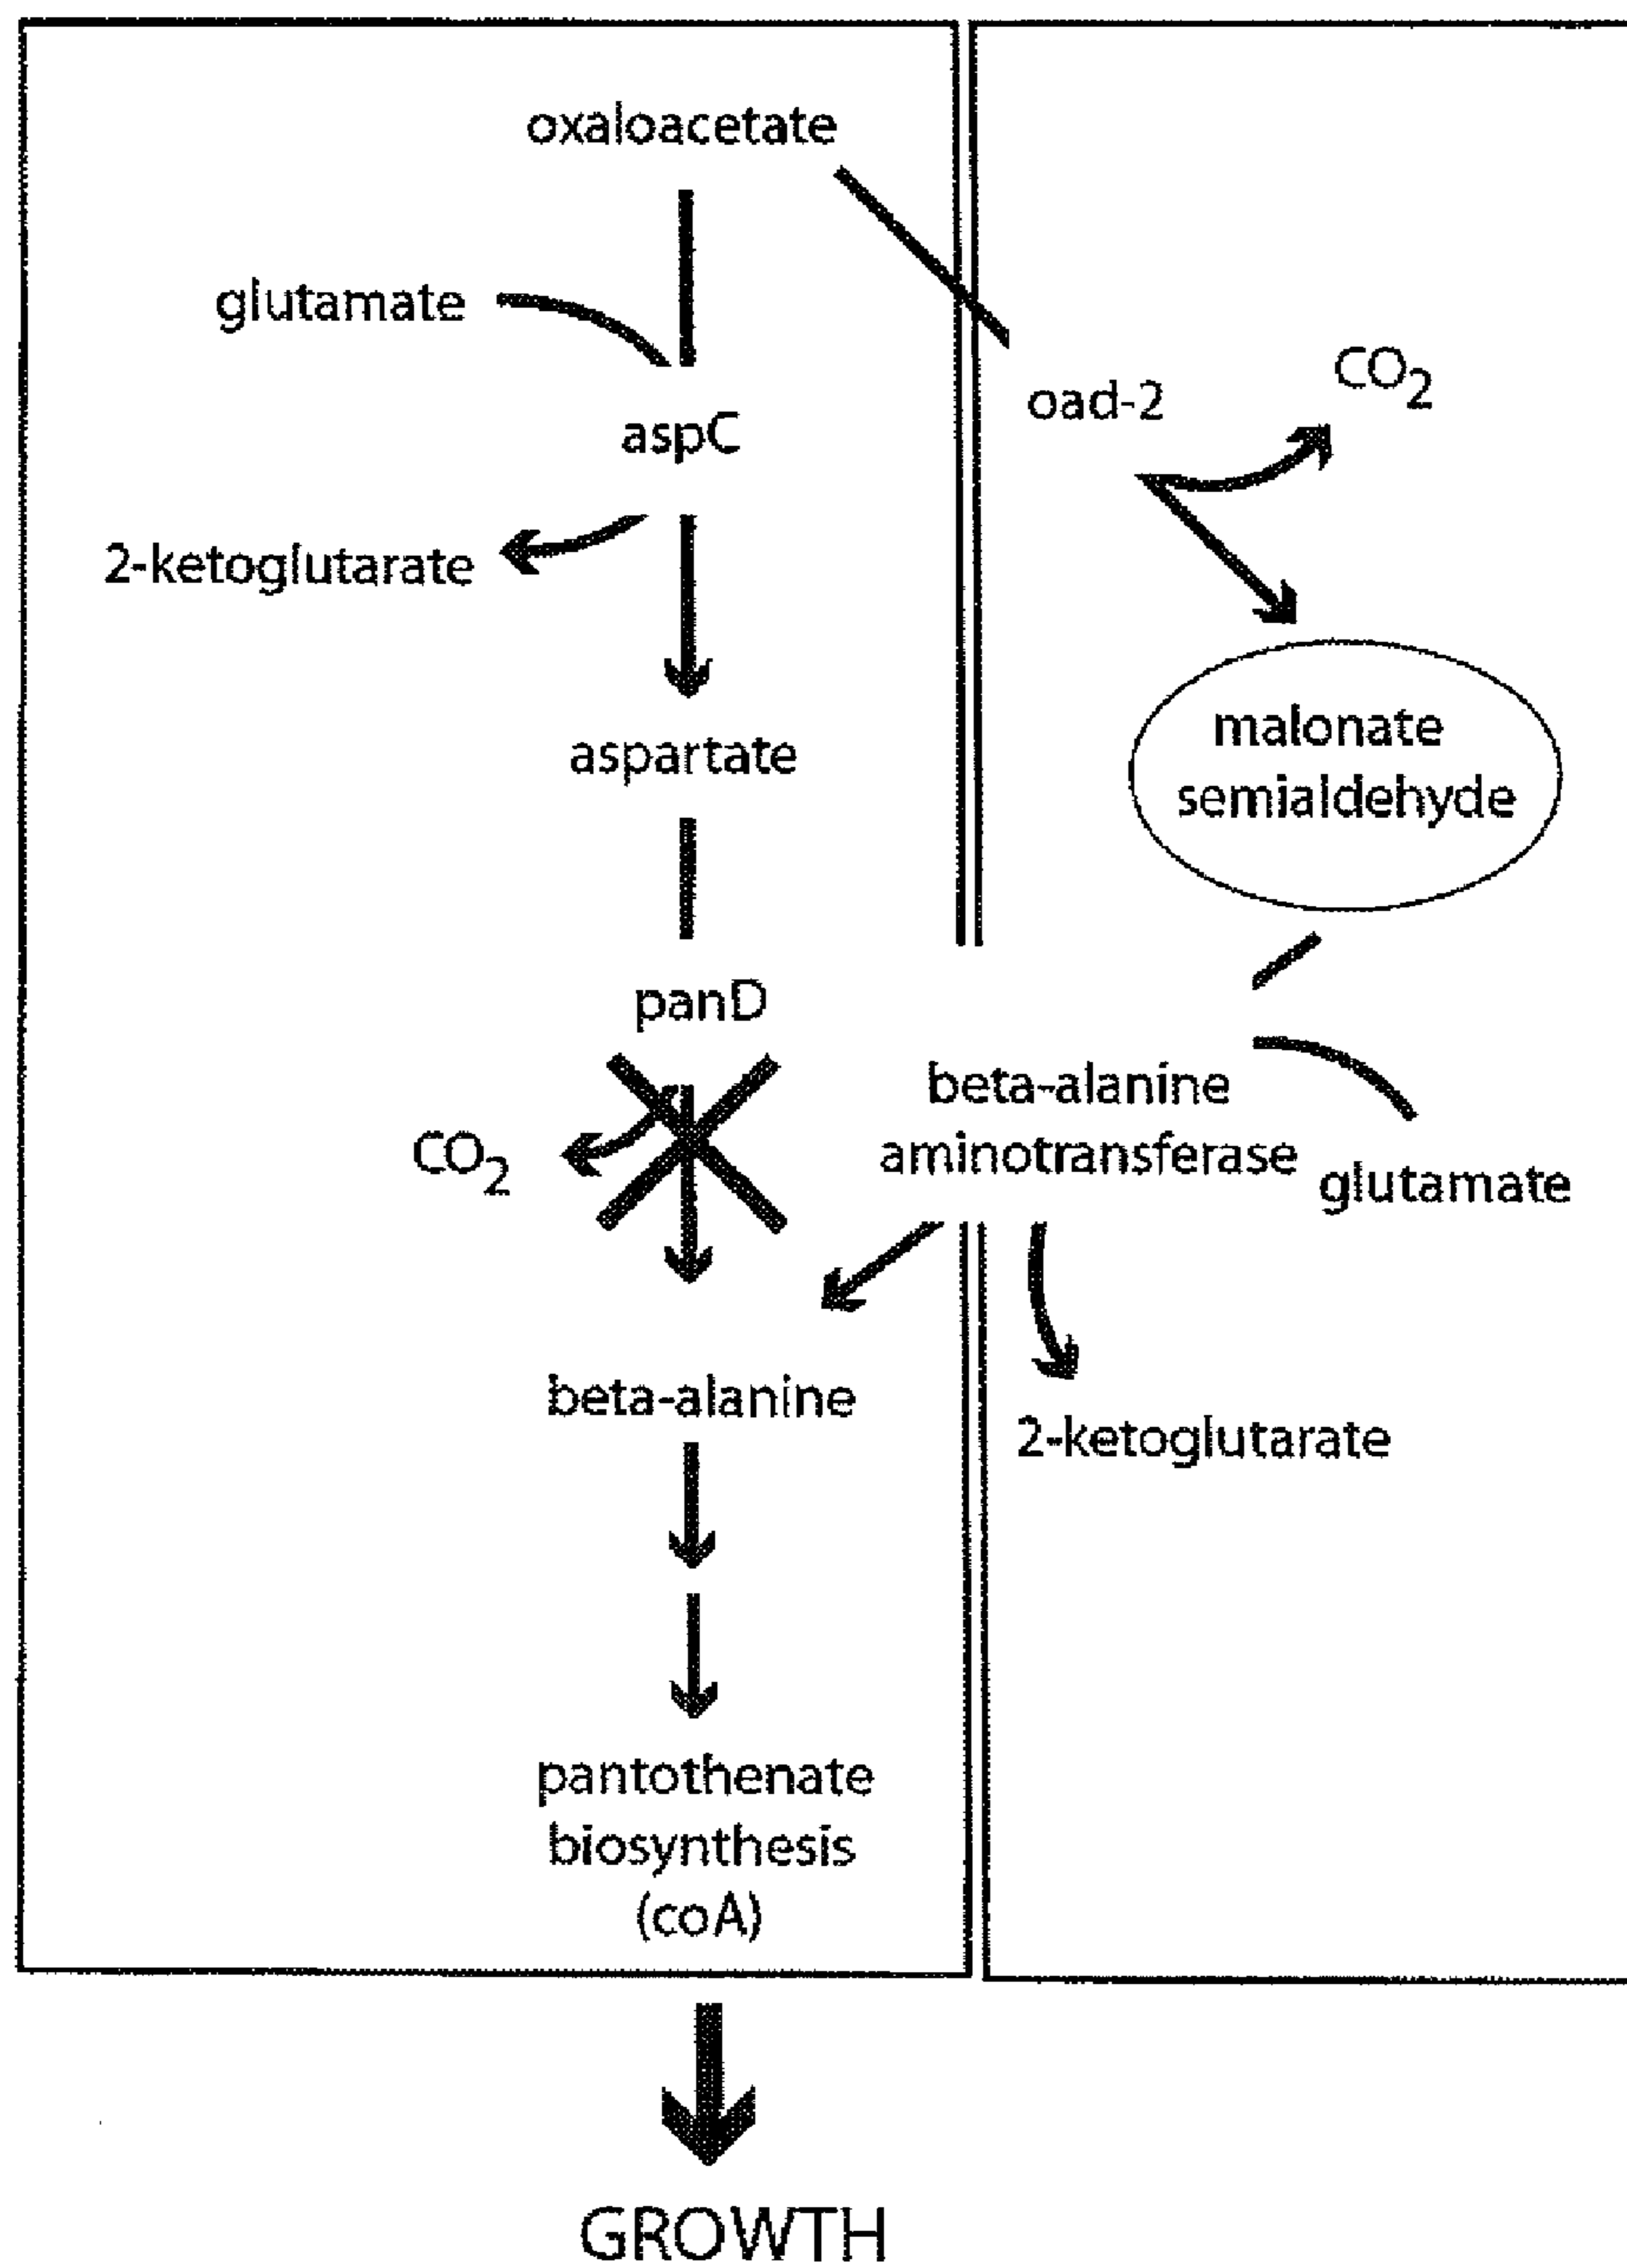 oxaloacetate
glutamate
oad-2
CO2
aspC
2-ketoglutarate
aspartate
malonate
semialdehyde
panD
beta-alanine
aminotransferase
glutamate
CO2
beta-alanine
2-ketoglutarate
pantothenate
biosynthesis
(coA)
GROWTH